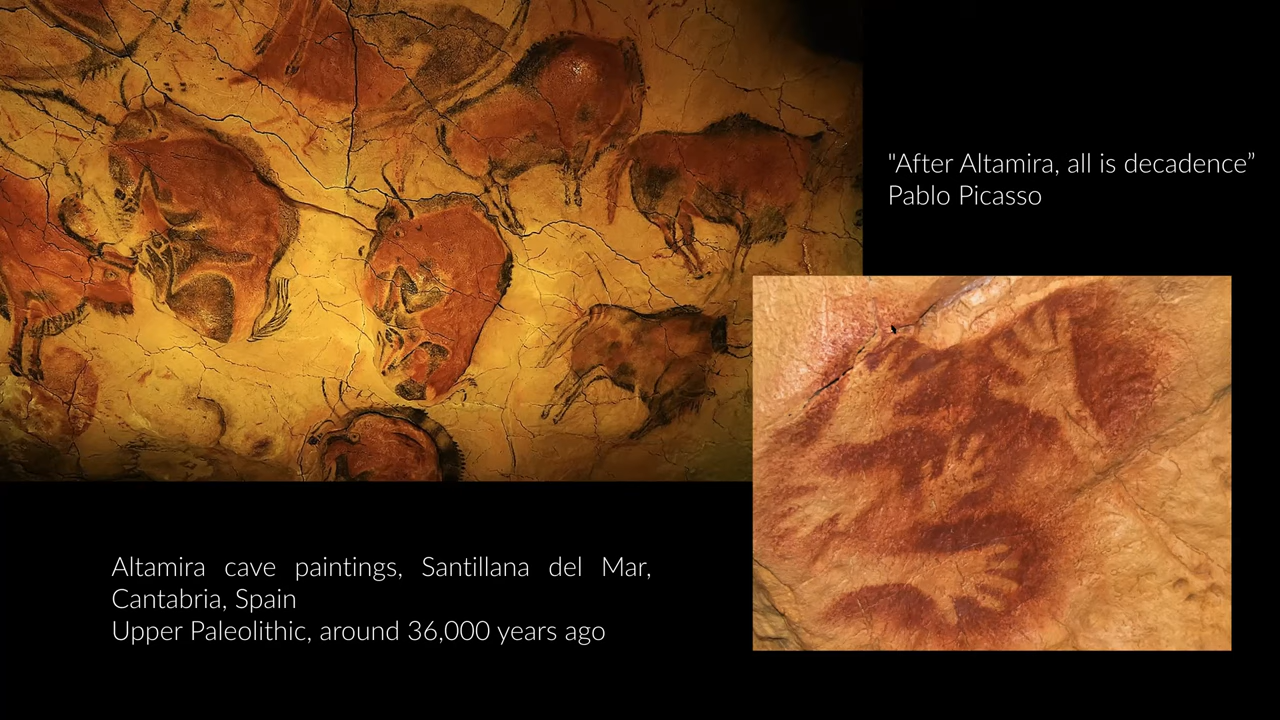 "After Altamira, all is decadence”
Pablo Picasso
Altamira cave paintings, Santillana del Mar,
Cantabria, Spain
Upper Paleolithic, around 36,000 years ago